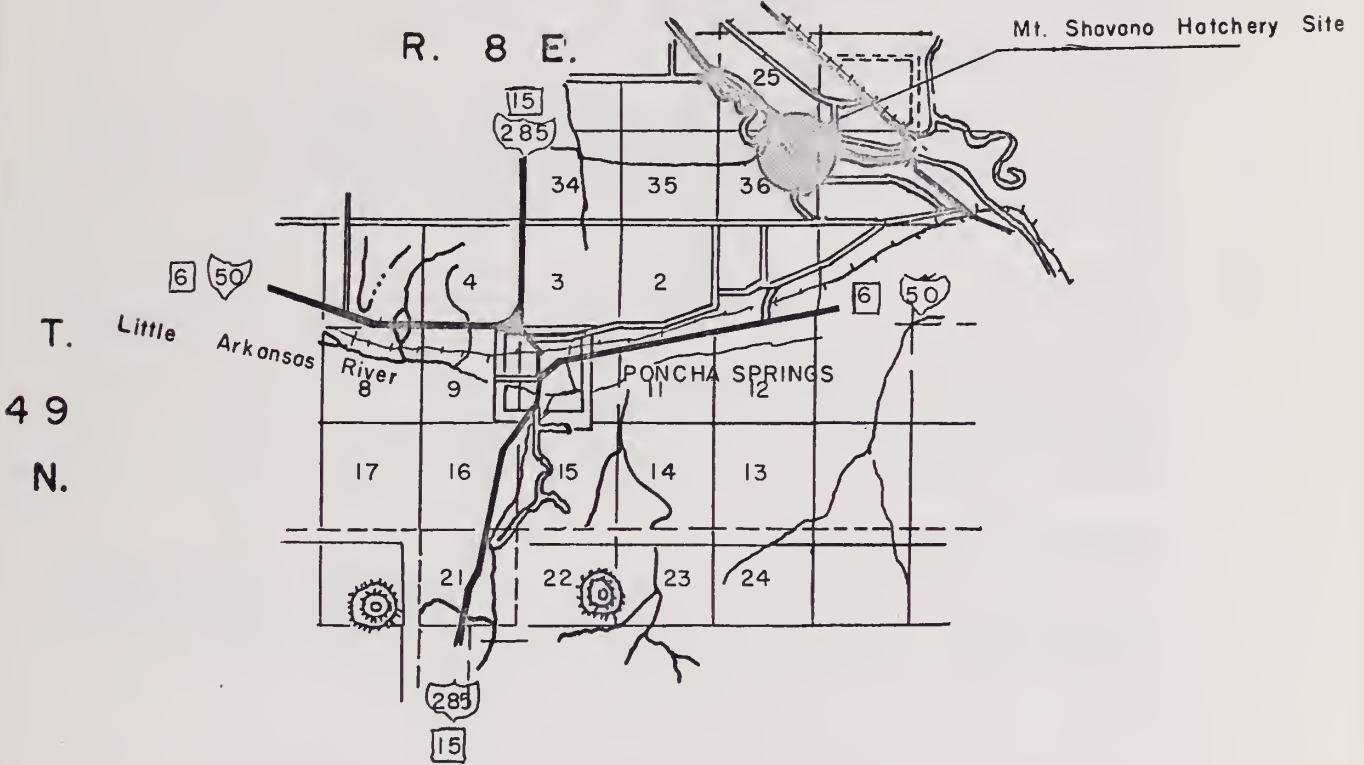 Mt. Shavano Hatchery Site
R. 8 E.
25
15
285
34 35 36
6 50
4 3 2
6 50
T.
49
N.
Little Arkansas River
PONCHA SPRINGS
8 9 11 12
17 16 15 14 13
21 22 23 24
285
15